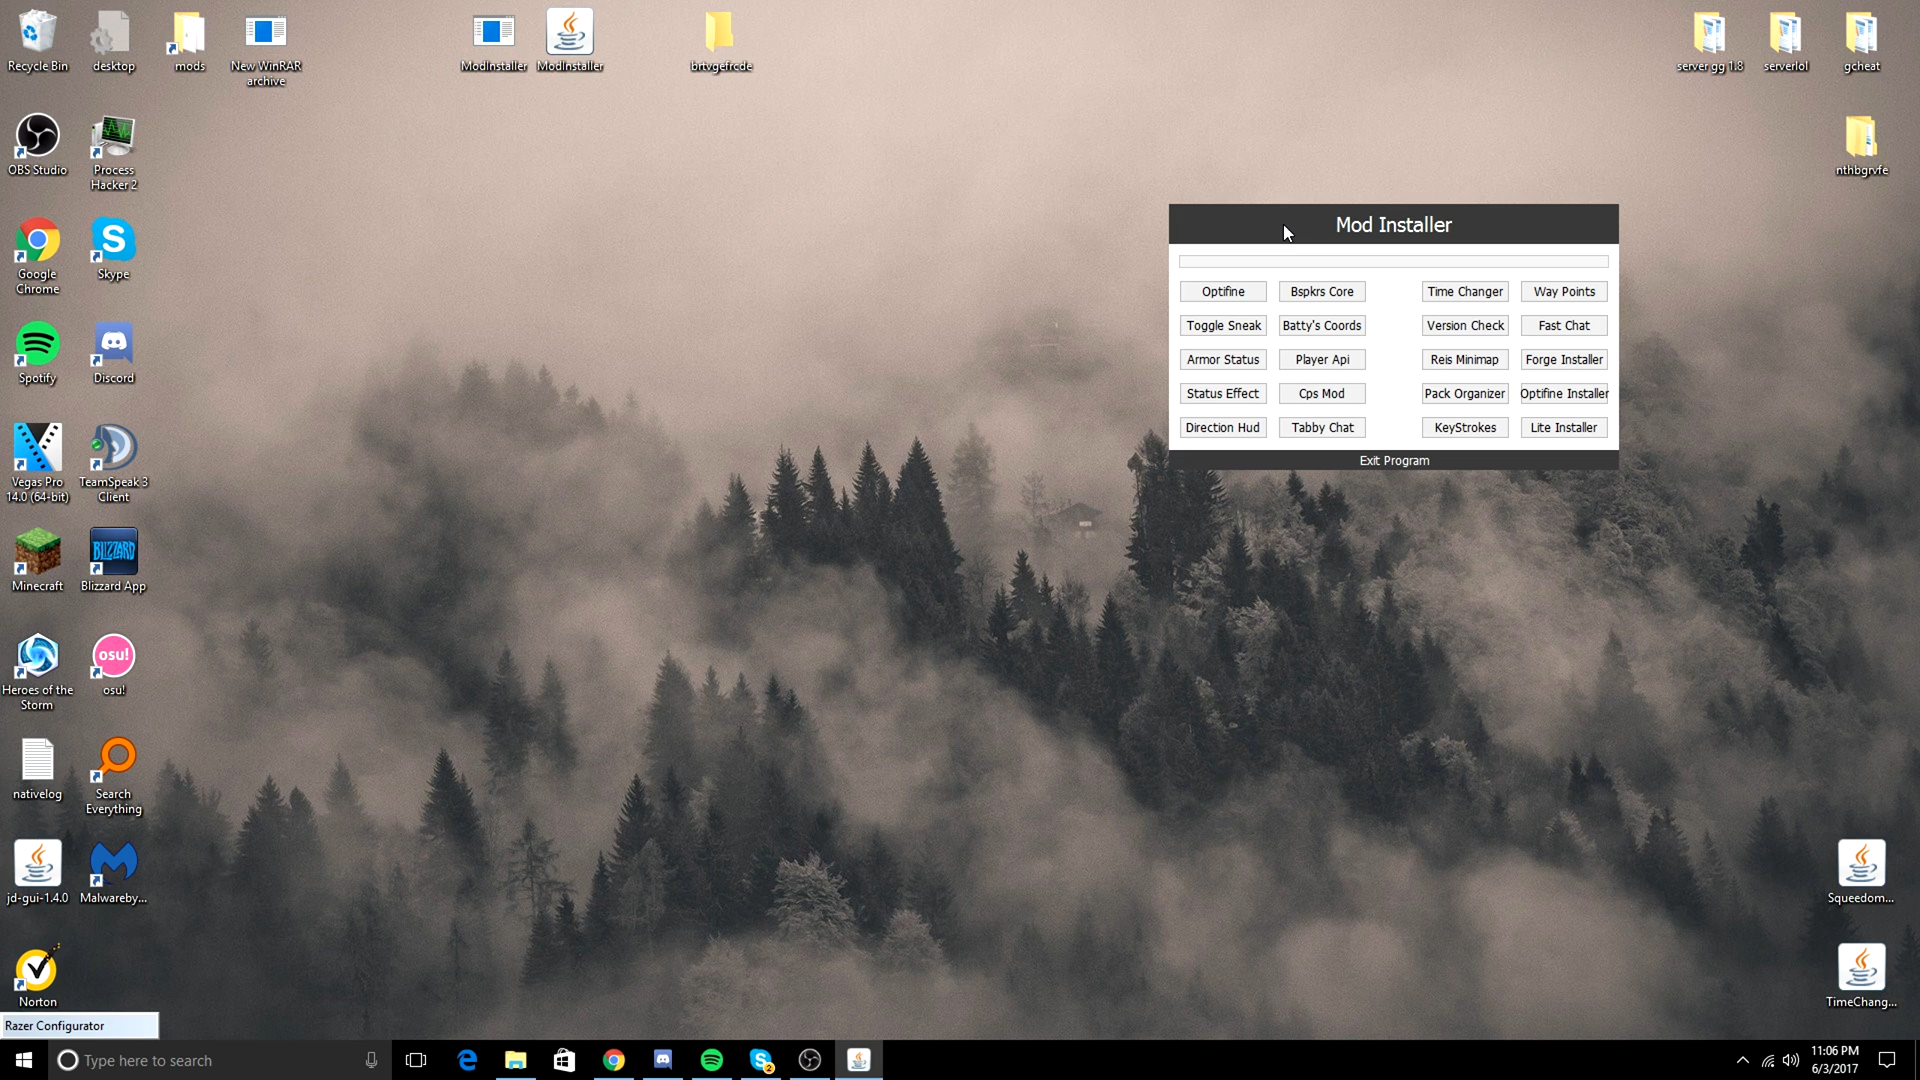 Recycle Bin
desktop
mods
New WinRAR
archive
ModInstaller
ModInstaller
brtvgefrcde
server gg 1.8
serverlol
gcheat
OBS Studio
Process
Hacker 2
nthbgrvfe
Google
Chrome
S
Skype
Spotify
Discord
Vegas Pro
14.0 (64-bit)
TeamSpeak 3
Client
Minecraft
BLIZZARD
Blizzard App
Heroes of the
Storm
osu!
osu!
nativelog
Search
Everything
jd-gui-1.4.0
Malwareby...
Squeedom...
Norton
TimeChang...
Razer Configurator
Mod Installer
Optifine
Bspkrs Core
Time Changer
Way Points
Toggle Sneak
Batty's Coords
Version Check
Fast Chat
Armor Status
Player Api
Reis Minimap
Forge Installer
Status Effect
Cps Mod
Pack Organizer
Optifine Installer
Direction Hud
Tabby Chat
KeyStrokes
Lite Installer
Exit Program
Type here to search
S
2
11:06 PM
6/3/2017